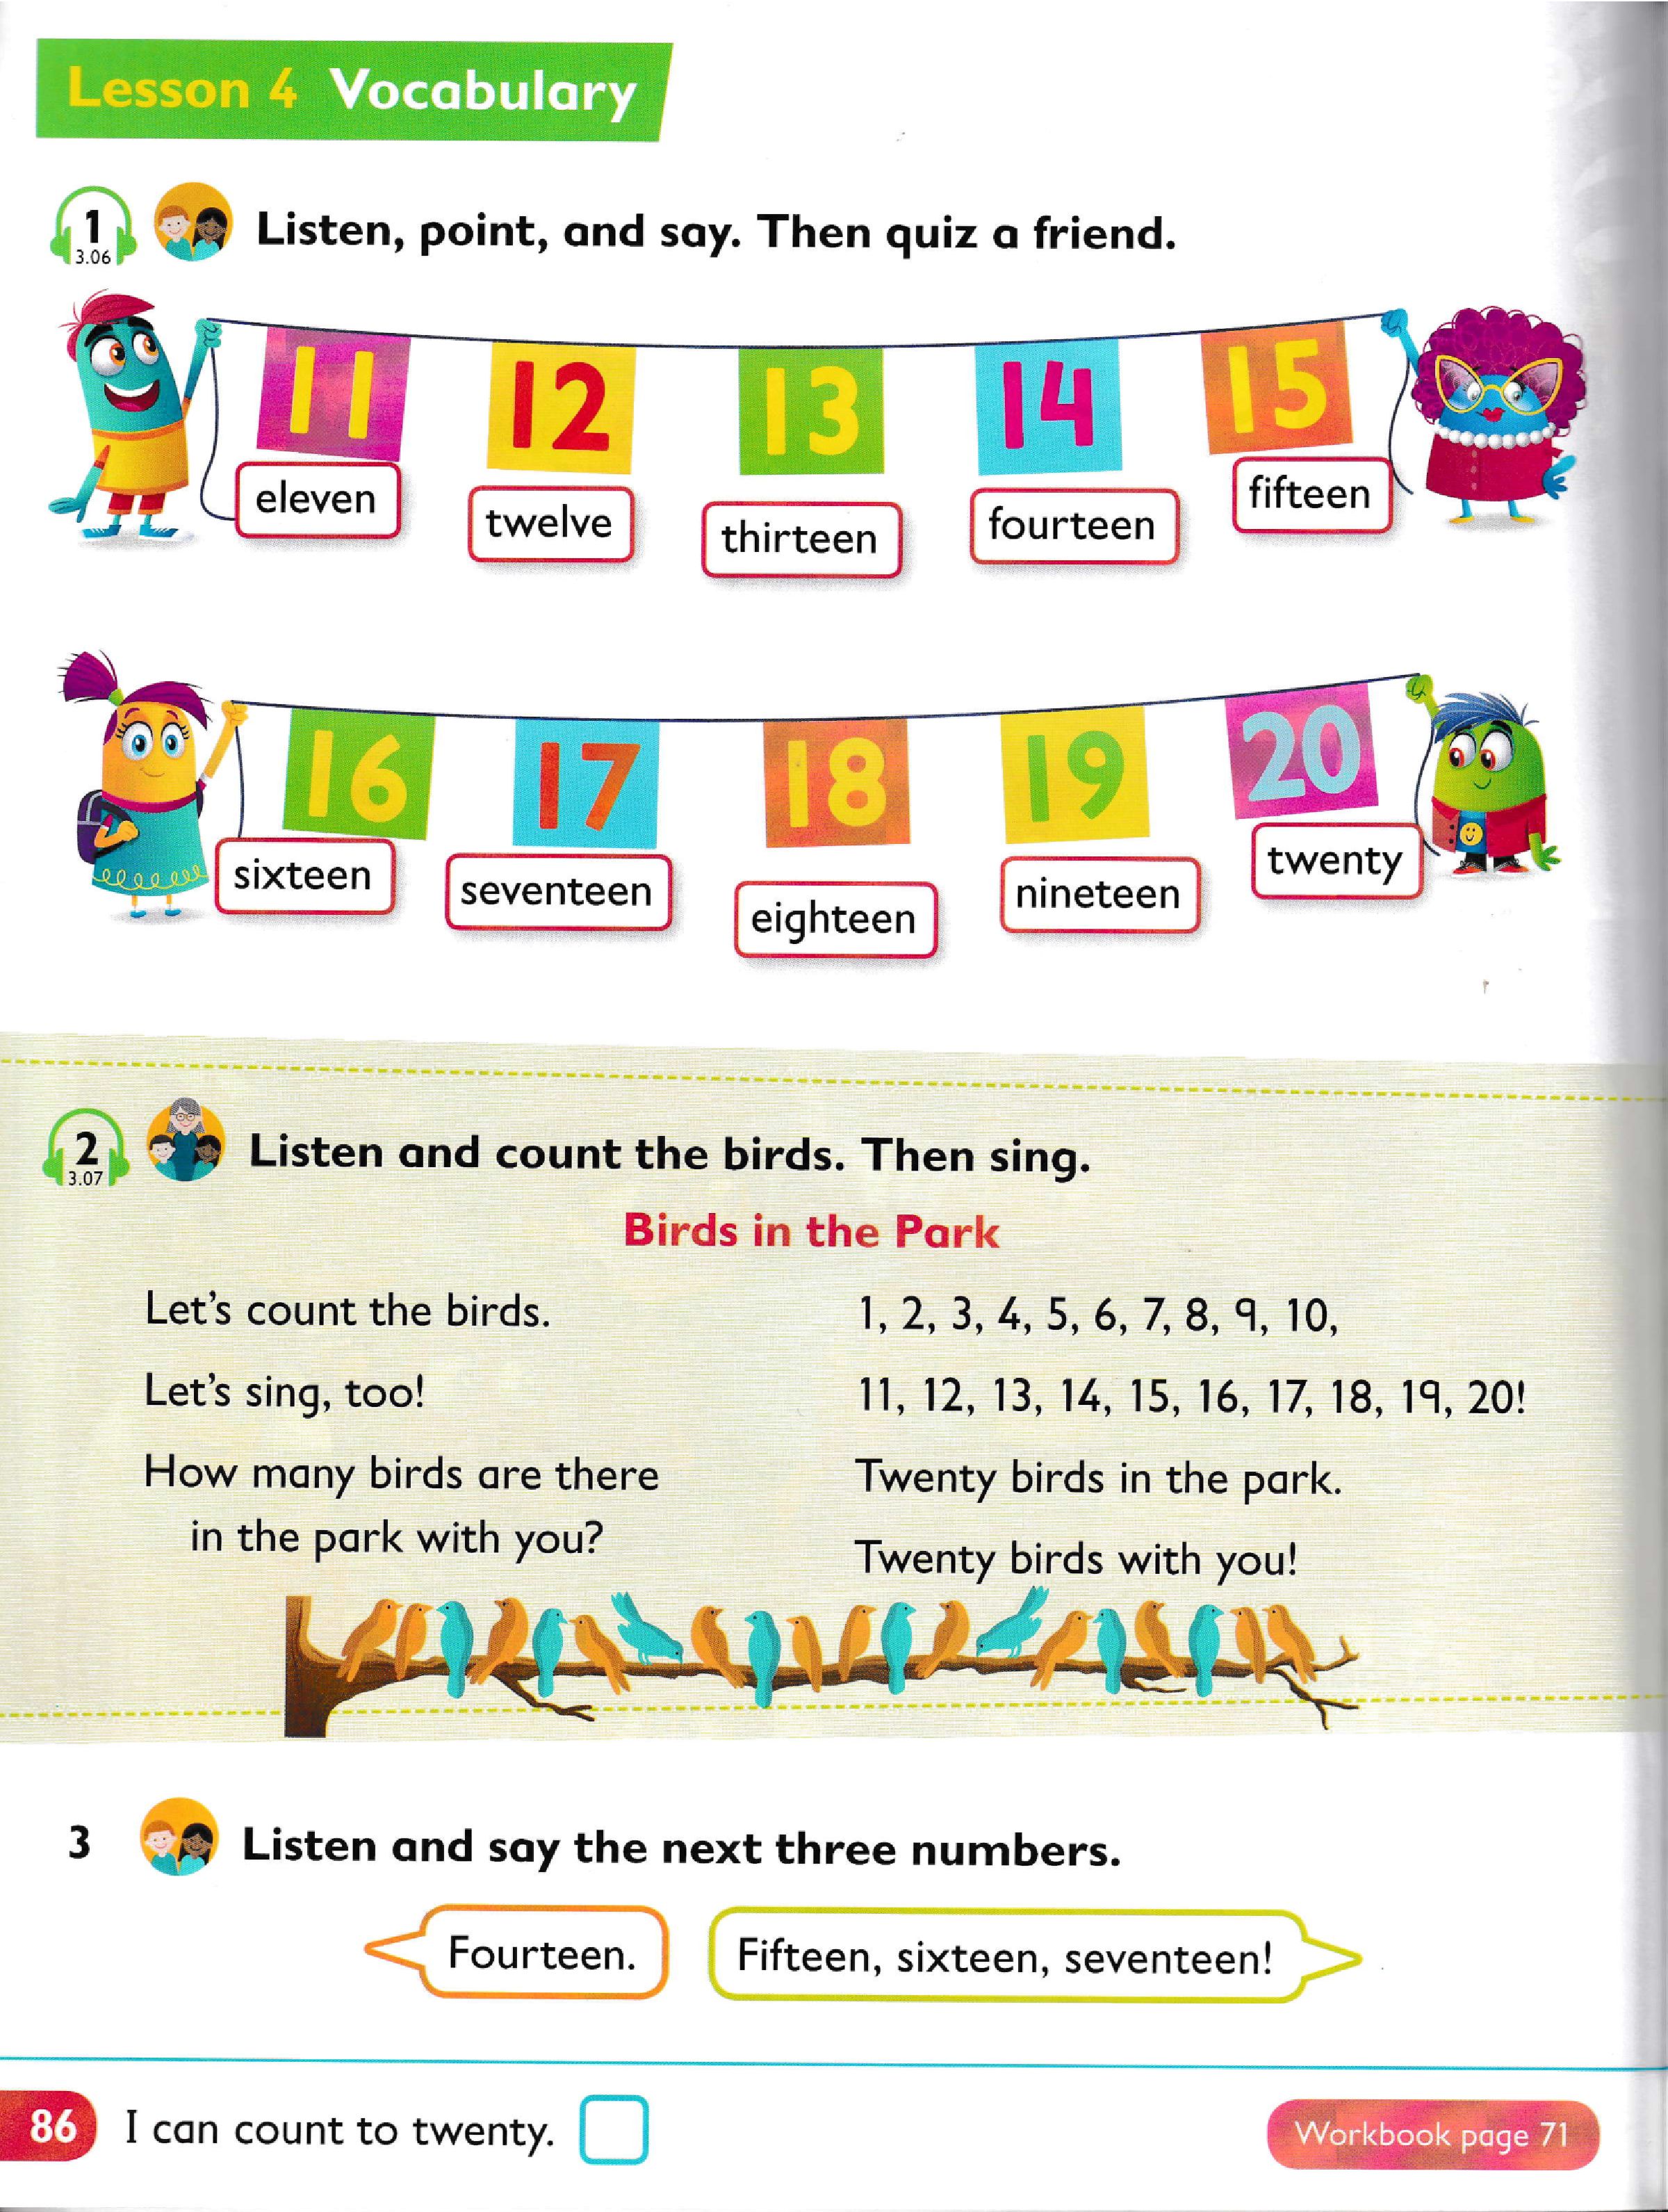 Lesson 4 Vocabulary
1
3.06
Listen, point, and say. Then quiz a friend.
11 12 13 14 15
eleven
twelve
thirteen
fourteen
fifteen
16 17 18 19 20
sixteen
seventeen
eighteen
nineteen
twenty
2
3.07
Listen and count the birds. Then sing.
Birds in the Park
Let's count the birds.
Let's sing, too!
How many birds are there
in the park with you?
1, 2, 3, 4, 5, 6, 7, 8, 9, 10,
11, 12, 13, 14, 15, 16, 17, 18, 19, 20!
Twenty birds in the park.
Twenty birds with you!
3 Listen and say the next three numbers.
Fourteen.
Fifteen, sixteen, seventeen!
86 I can count to twenty.
Workbook page 71